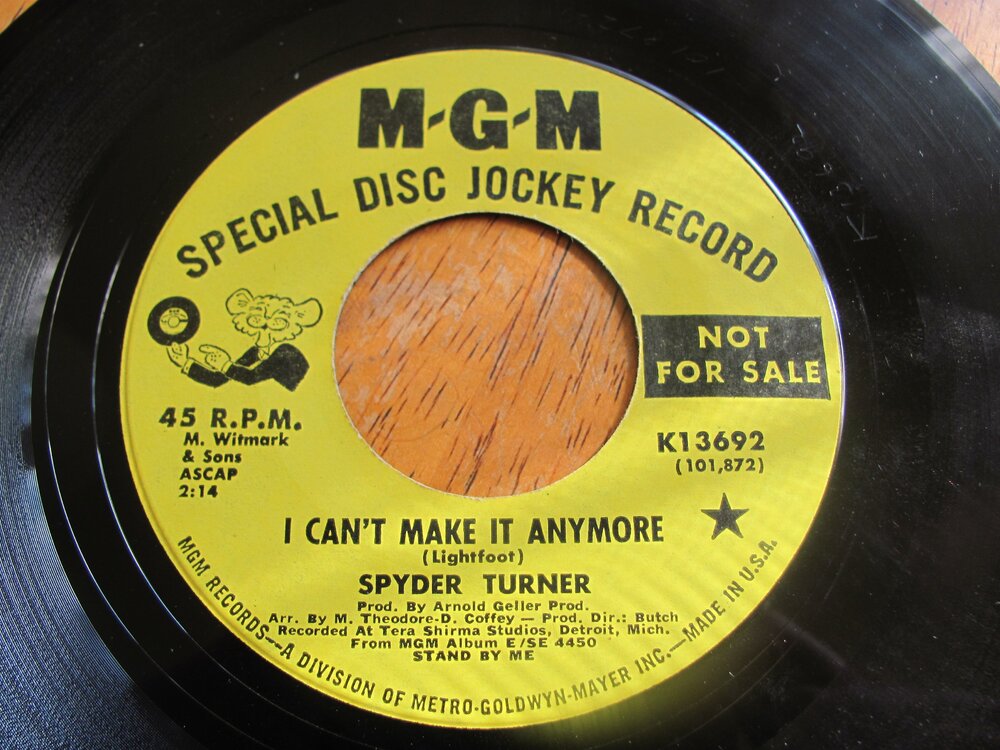 M-G-M
SPECIAL DISC JOCKEY RECORD
NOT
FOR SALE
45 R.P.M.
M. Witmark
& Sons
ASCAP
2:14
K13692
(101,872)
I CAN'T MAKE IT ANYMORE
(Lightfoot)
SPYDER TURNER
Prod. By Arnold Geller Prod.
Arr. By M. Theodore-D. Coffey — Prod. Dir.: Butch
Recorded At Tera Shirma Studios, Detroit, Mich.
From MGM Album E/SE 4450
STAND BY ME
MGM RECORDS—A DIVISION OF METRO-GOLDWYN-MAYER INC.—MADE IN U.S.A.